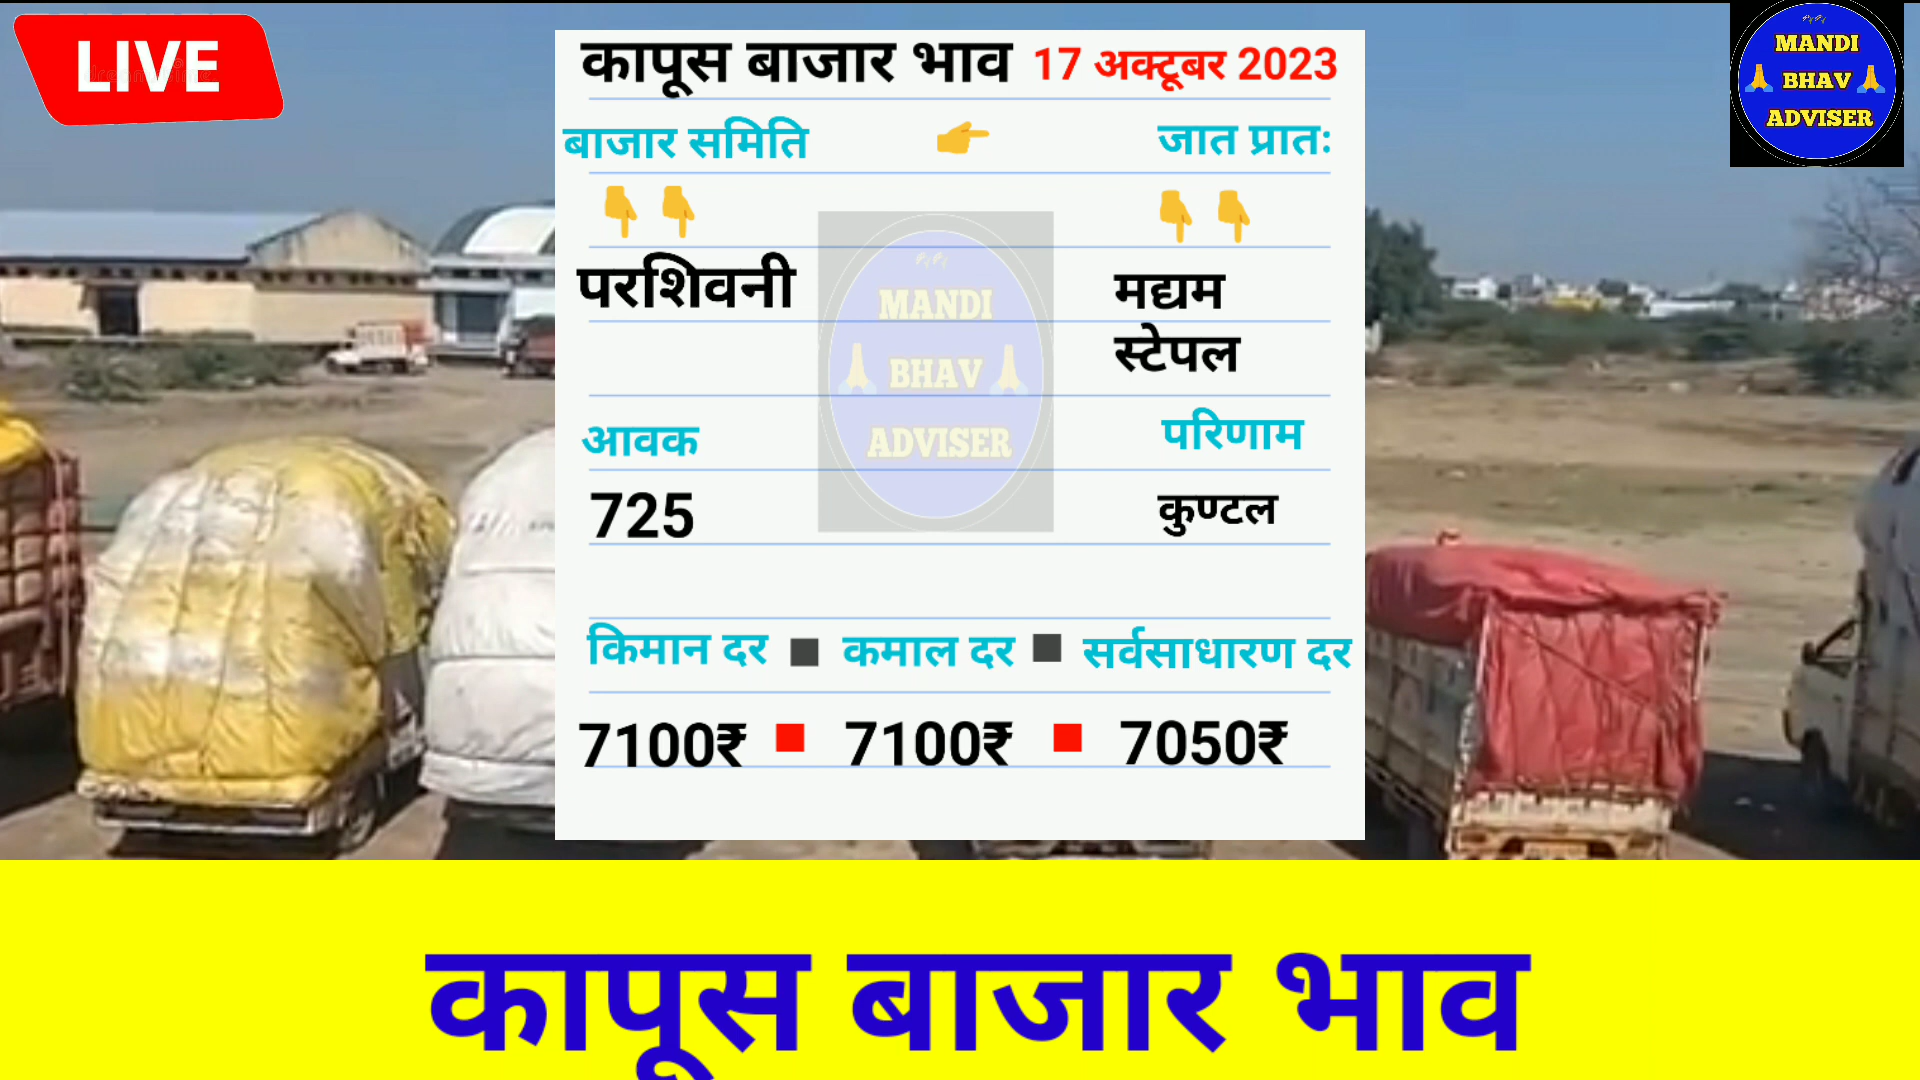 LIVE
कापूस बाजार भाव 17 अक्टूबर 2023
MANDI
BHAV
ADVISER
बाजार समिति 👉 जात प्रातः
👇👇 👇👇
परशिवनी मद्यम
स्टेपल
MANDI
BHAV
ADVISER
आवक परिणाम
725 कुण्टल
किमान दर ◼ कमाल दर ◼ सर्वसाधारण दर
7100₹ 7100₹ 7050₹
कापूस बाजार भाव